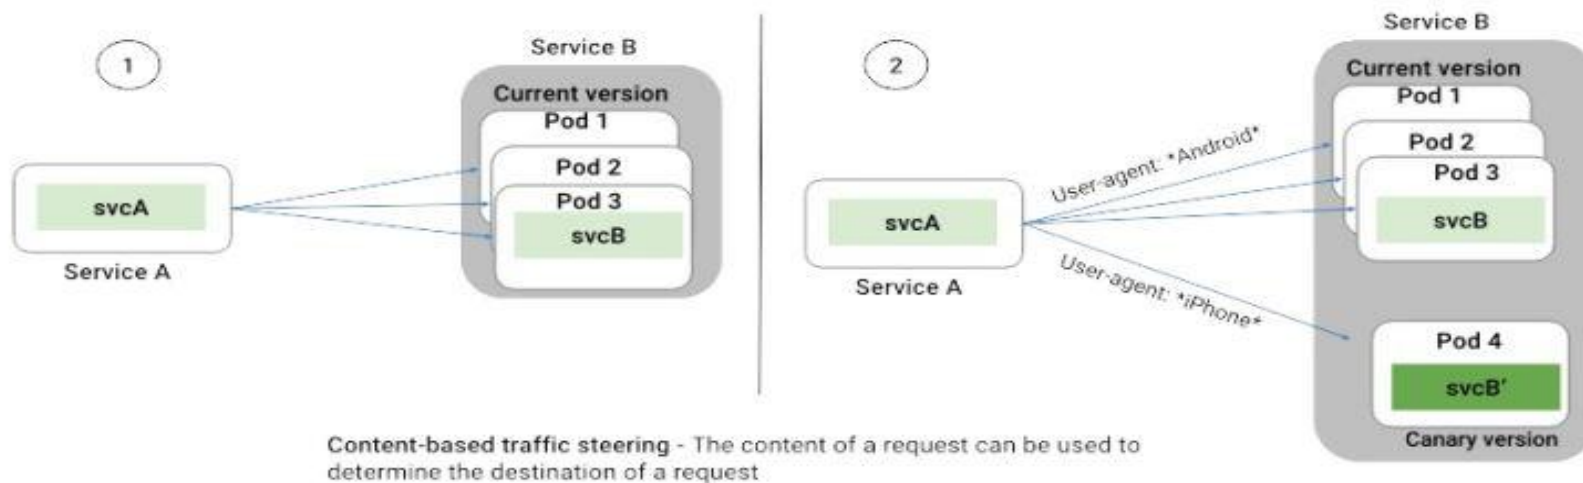 1
Service B
Current version
Pod 1
Pod 2
Pod 3
svcB
svcA
Service A
2
Service B
Current version
Pod 1
Pod 2
Pod 3
svcB
User-agent: *Android*
svcA
Service A
User-agent: *iPhone*
Pod 4
svcB'
Canary version
Content-based traffic steering - The content of a request can be used to
determine the destination of a request